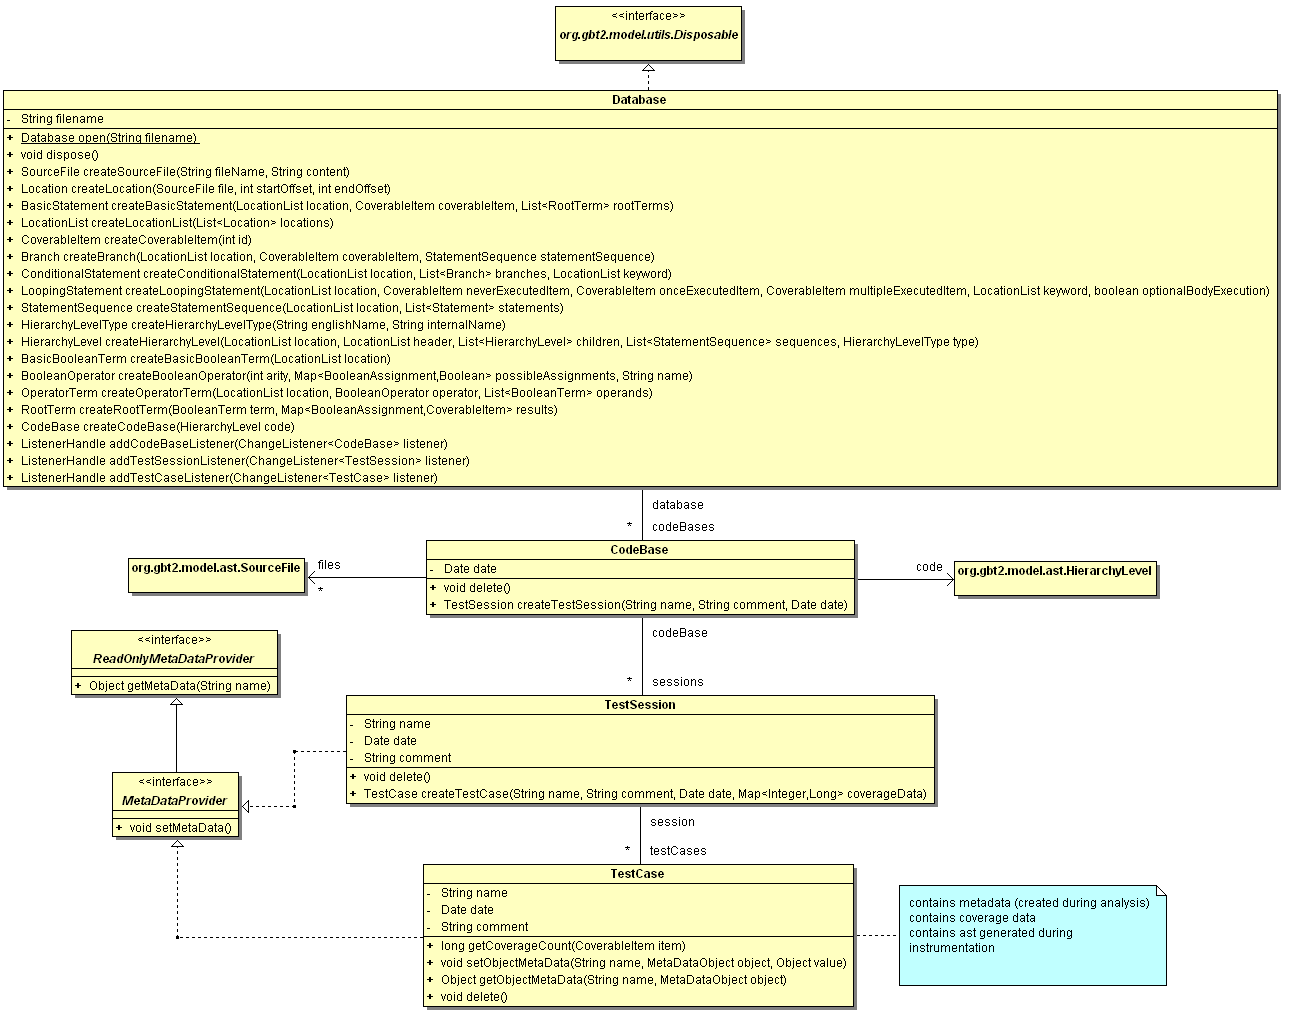 <<interface>>
org.gbt2.model.utils.Disposable
Database
- String filename
+ Database open(String filename)
+ void dispose()
+ SourceFile createSourceFile(String fileName, String content)
+ Location createLocation(SourceFile file, int startOffset, int endOffset)
+ BasicStatement createBasicStatement(LocationList location, CoverableItem coverableItem, List<RootTerm> rootTerms)
+ LocationList createLocationList(List<Location> locations)
+ CoverableItem createCoverableItem(int id)
+ Branch createBranch(LocationList location, CoverableItem coverableItem, StatementSequence statementSequence)
+ ConditionalStatement createConditionalStatement(LocationList location, List<Branch> branches, LocationList keyword)
+ LoopingStatement createLoopingStatement(LocationList location, CoverableItem neverExecutedItem, CoverableItem onceExecutedItem, CoverableItem multipleExecutedItem, LocationList keyword, boolean optionalBodyExecution)
+ StatementSequence createStatementSequence(LocationList location, List<Statement> statements)
+ HierarchyLevelType createHierarchyLevelType(String englishName, String internalName)
+ HierarchyLevel createHierarchyLevel(LocationList location, LocationList header, List<HierarchyLevel> children, List<StatementSequence> sequences, HierarchyLevelType type)
+ BasicBooleanTerm createBasicBooleanTerm(LocationList location)
+ BooleanOperator createBooleanOperator(int arity, Map<BooleanAssignment,Boolean> possibleAssignments, String name)
+ OperatorTerm createOperatorTerm(LocationList location, BooleanOperator operator, List<BooleanTerm> operands)
+ RootTerm createRootTerm(BooleanTerm term, Map<BooleanAssignment,CoverableItem> results)
+ CodeBase createCodeBase(HierarchyLevel code)
+ ListenerHandle addCodeBaseListener(ChangeListener<CodeBase> listener)
+ ListenerHandle addTestSessionListener(ChangeListener<TestSession> listener)
+ ListenerHandle addTestCaseListener(ChangeListener<TestCase> listener)
database
* codeBases
CodeBase
- Date date
+ void delete()
+ TestSession createTestSession(String name, String comment, Date date)
files
*
org.gbt2.model.ast.SourceFile
code
org.gbt2.model.ast.HierarchyLevel
codeBase
* sessions
<<interface>>
ReadOnlyMetaDataProvider
+ Object getMetaData(String name)
TestSession
- String name
- Date date
- String comment
+ void delete()
+ TestCase createTestCase(String name, String comment, Date date, Map<Integer,Long> coverageData)
<<interface>>
MetaDataProvider
+ void setMetaData()
session
* testCases
TestCase
- String name
- Date date
- String comment
+ long getCoverageCount(CoverableItem item)
+ void setObjectMetaData(String name, MetaDataObject object, Object value)
+ Object getObjectMetaData(String name, MetaDataObject object)
+ void delete()
contains metadata (created during analysis)
contains coverage data
contains ast generated during
instrumentation